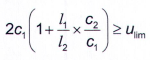 2c₁(1 + l₁/l₂ × c₂/c₁) ≥ u_lim